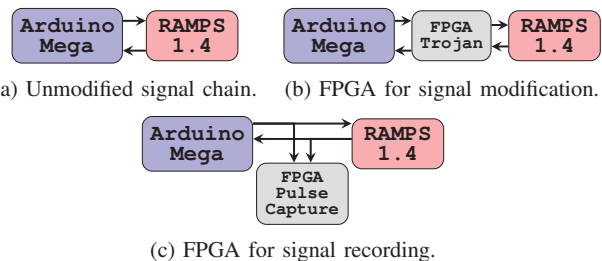 Arduino Mega
RAMPS 1.4
Arduino Mega
FPGA Trojan
RAMPS 1.4
a) Unmodified signal chain.
(b) FPGA for signal modification.
Arduino Mega
RAMPS 1.4
FPGA Pulse Capture
(c) FPGA for signal recording.